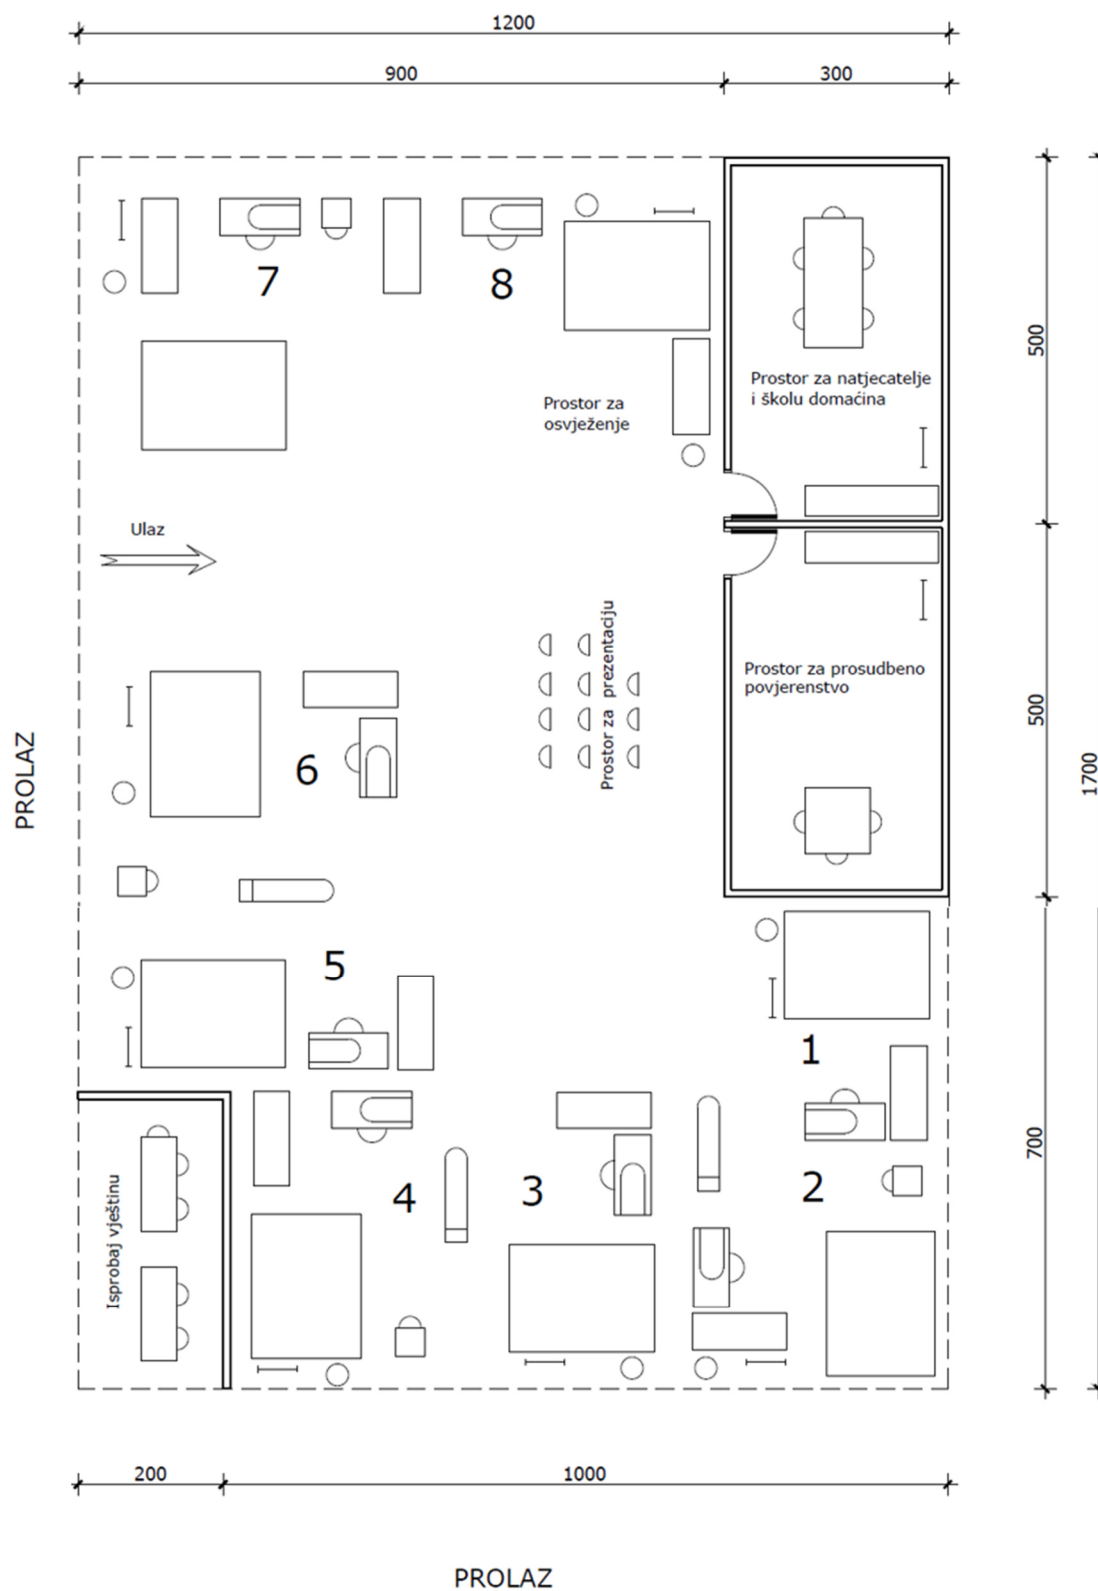 1200
900
300
7
8
500
Prostor za natjecatelje
i školu domaćina
Prostor za
osvježenje
Ulaz
Prostor za prezentaciju
Prostor za prosudbeno
povjerenstvo
500
1700
PROLAZ
6
5
1
700
Isprobaj vještinu
4
3
2
200
1000
PROLAZ